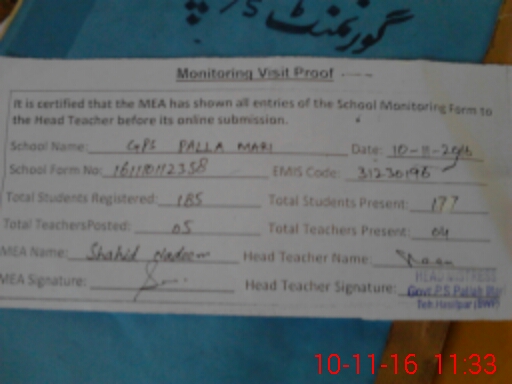 گورنمنٹ
Monitoring Visit Proof ----
It is certified that the MEA has shown all entries of the School Monitoring Form to
the Head Teacher before its online submission.
School Name: GPS PALLA MARI Date: 10-11-2016
School Form No: 161110112358 EMIS Code: 31230196
Total Students Registered: 185 Total Students Present: 177
Total TeachersPosted: 05 Total Teachers Present: 04
MEA Name: Shahid Nadeem Head Teacher Name:
HEAD MISTRESS
MEA Signature: Head Teacher Signature: Govt.P.S Pallah
Teh.Hasilpur(BWP)
10-11-16 11:33